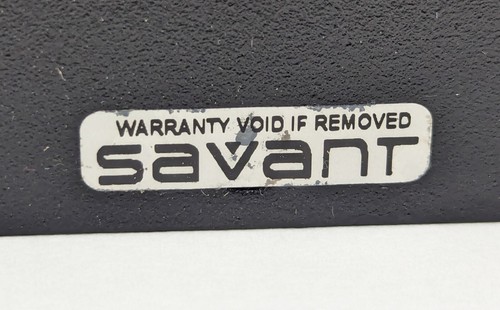 WARRANTY VOID IF REMOVED
savanT